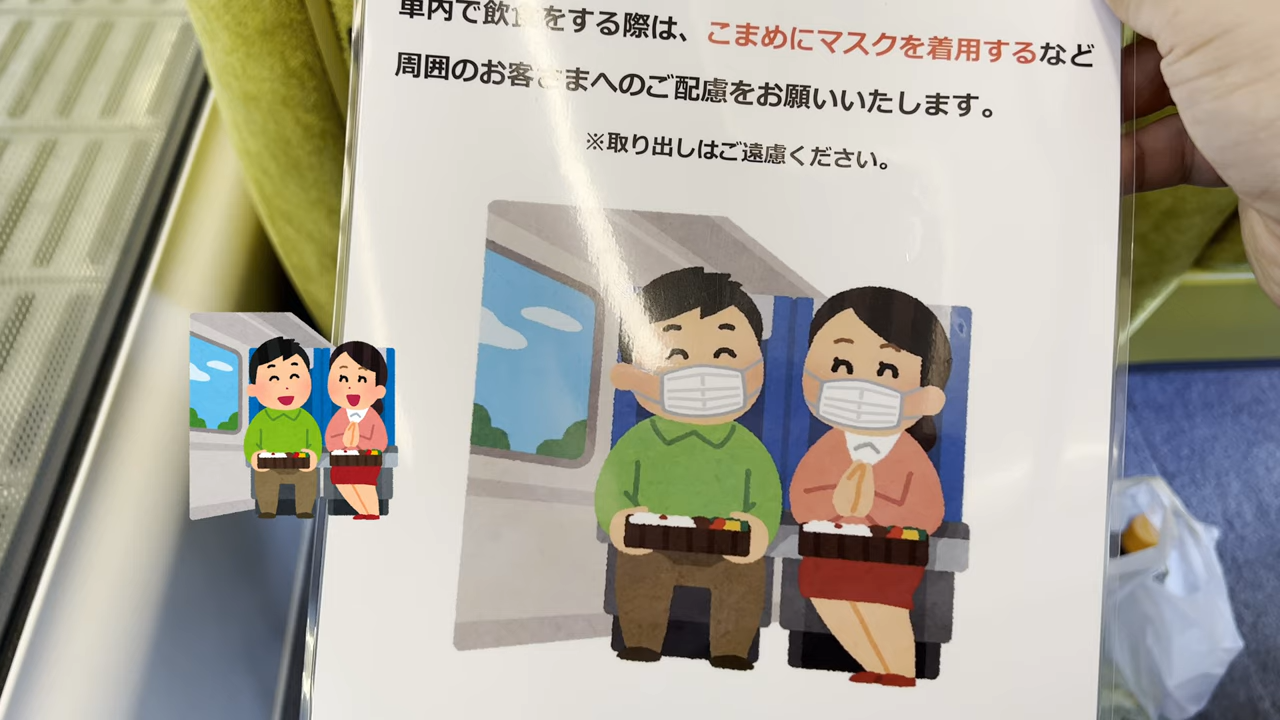 車内で飲食をする際は、こまめにマスクを着用するなど
周囲のお客さまへのご配慮をお願いいたします。
※取り出しはご遠慮ください。